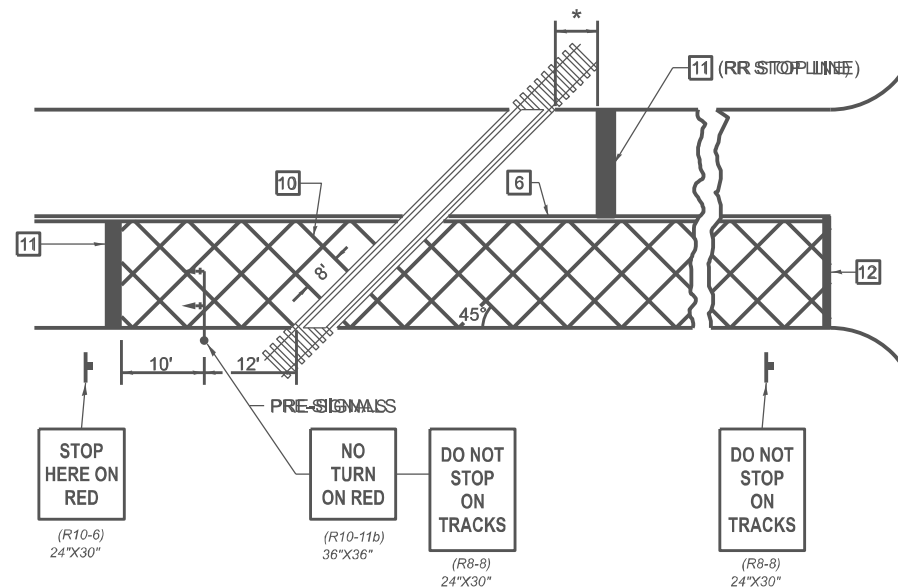 *
11 (RR STOP LINE)
10
6
11
8'
12
45°
10'
12'
PRE-SIGNALS
STOP
HERE ON
RED
(R10-6)
24"X30"
NO
TURN
ON RED
(R10-11b)
36"X36"
DO NOT
STOP
ON
TRACKS
(R8-8)
24"X30"
DO NOT
STOP
ON
TRACKS
(R8-8)
24"X30"